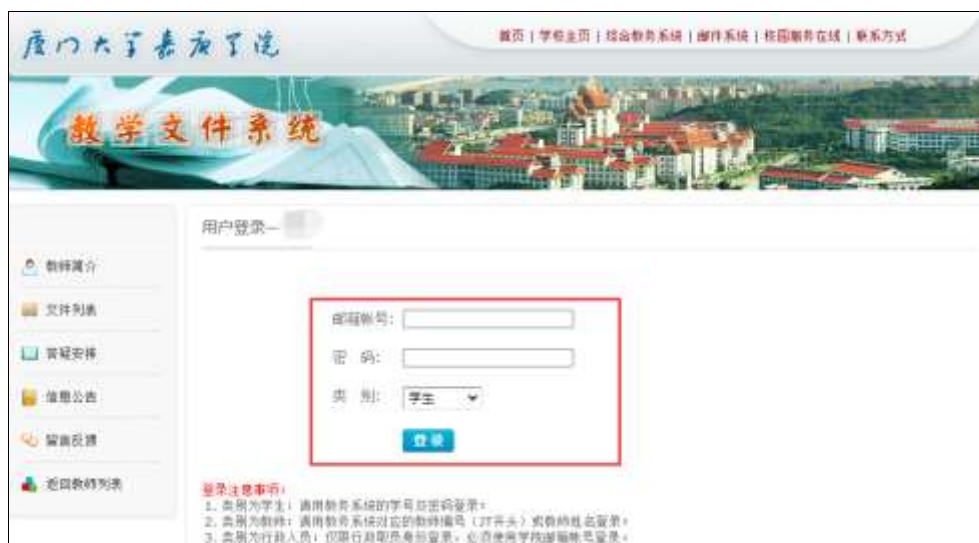 厦门大学嘉庚学院
首页 | 学校主页 | 综合教务系统 | 邮件系统 | 校园服务在线 | 联系方式
教学文件系统
用户登录—
教师简介
文件列表
答疑安排
信息公告
留言反馈
返回教师列表
邮箱帐号:
密 码:
类 别: 学生
登录
登录注意事项:
1. 类别为学生: 请用教务系统的学号及密码登录。
2. 类别为教师: 请用教务系统对应的教师编号（JT开头）或教师姓名登录。
3. 类别为行政人员: 仅限行政职员身份登录, 必须使用学校邮箱帐号登录。